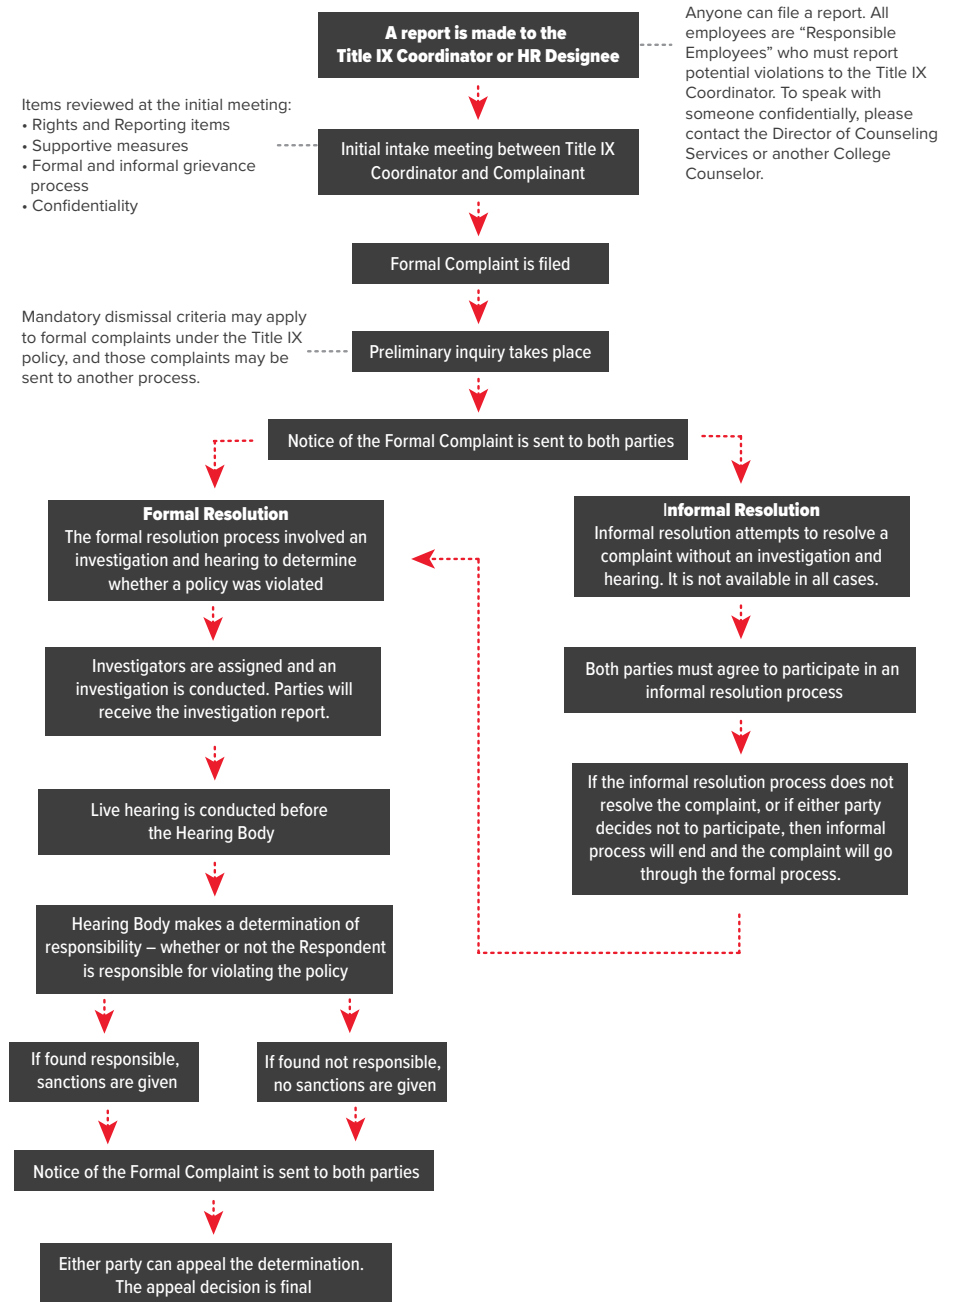 A report is made to the
Title IX Coordinator or HR Designee
Anyone can file a report. All
employees are “Responsible
Employees” who must report
potential violations to the Title IX
Coordinator. To speak with
someone confidentially, please
contact the Director of Counseling
Services or another College
Counselor.
Items reviewed at the initial meeting:
• Rights and Reporting items
• Supportive measures
• Formal and informal grievance
process
• Confidentiality
Initial intake meeting between Title IX
Coordinator and Complainant
Formal Complaint is filed
Mandatory dismissal criteria may apply
to formal complaints under the Title IX
policy, and those complaints may be
sent to another process.
Preliminary inquiry takes place
Notice of the Formal Complaint is sent to both parties
Formal Resolution
The formal resolution process involved an
investigation and hearing to determine
whether a policy was violated
Investigators are assigned and an
investigation is conducted. Parties will
receive the investigation report.
Live hearing is conducted before
the Hearing Body
Hearing Body makes a determination of
responsibility – whether or not the Respondent
is responsible for violating the policy
If found responsible,
sanctions are given
If found not responsible,
no sanctions are given
Notice of the Formal Complaint is sent to both parties
Either party can appeal the determination.
The appeal decision is final
Informal Resolution
Informal resolution attempts to resolve a
complaint without an investigation and
hearing. It is not available in all cases.
Both parties must agree to participate in an
informal resolution process
If the informal resolution process does not
resolve the complaint, or if either party
decides not to participate, then informal
process will end and the complaint will go
through the formal process.